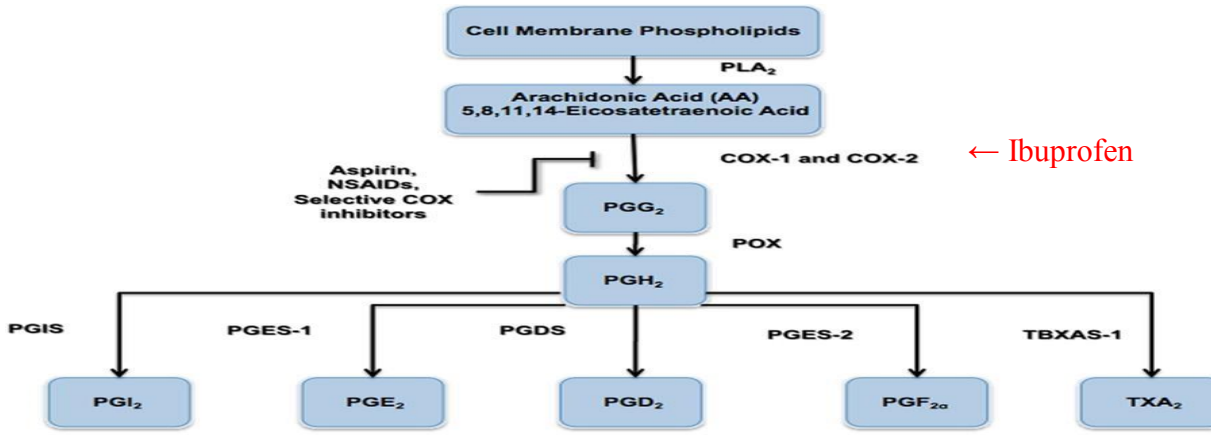 Cell Membrane Phospholipids
PLA₂
Arachidonic Acid (AA)
5,8,11,14-Eicosatetraenoic Acid
COX-1 and COX-2
← Ibuprofen
Aspirin,
NSAIDs,
Selective COX
inhibitors
PGG₂
POX
PGH₂
PGIS
PGES-1
PGDS
PGES-2
TBXAS-1
PGI₂
PGE₂
PGD₂
PGF₂α
TXA₂